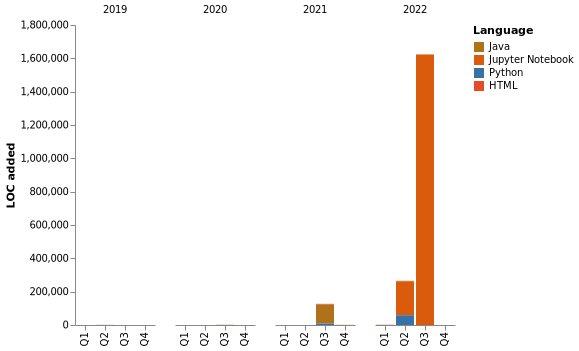 2019 2020 2021 2022
1,800,000
1,600,000
1,400,000
1,200,000
1,000,000
800,000
600,000
400,000
200,000
0
LOC added
Q1 Q2 Q3 Q4 Q1 Q2 Q3 Q4 Q1 Q2 Q3 Q4 Q1 Q2 Q3 Q4
Language
Java
Jupyter Notebook
Python
HTML